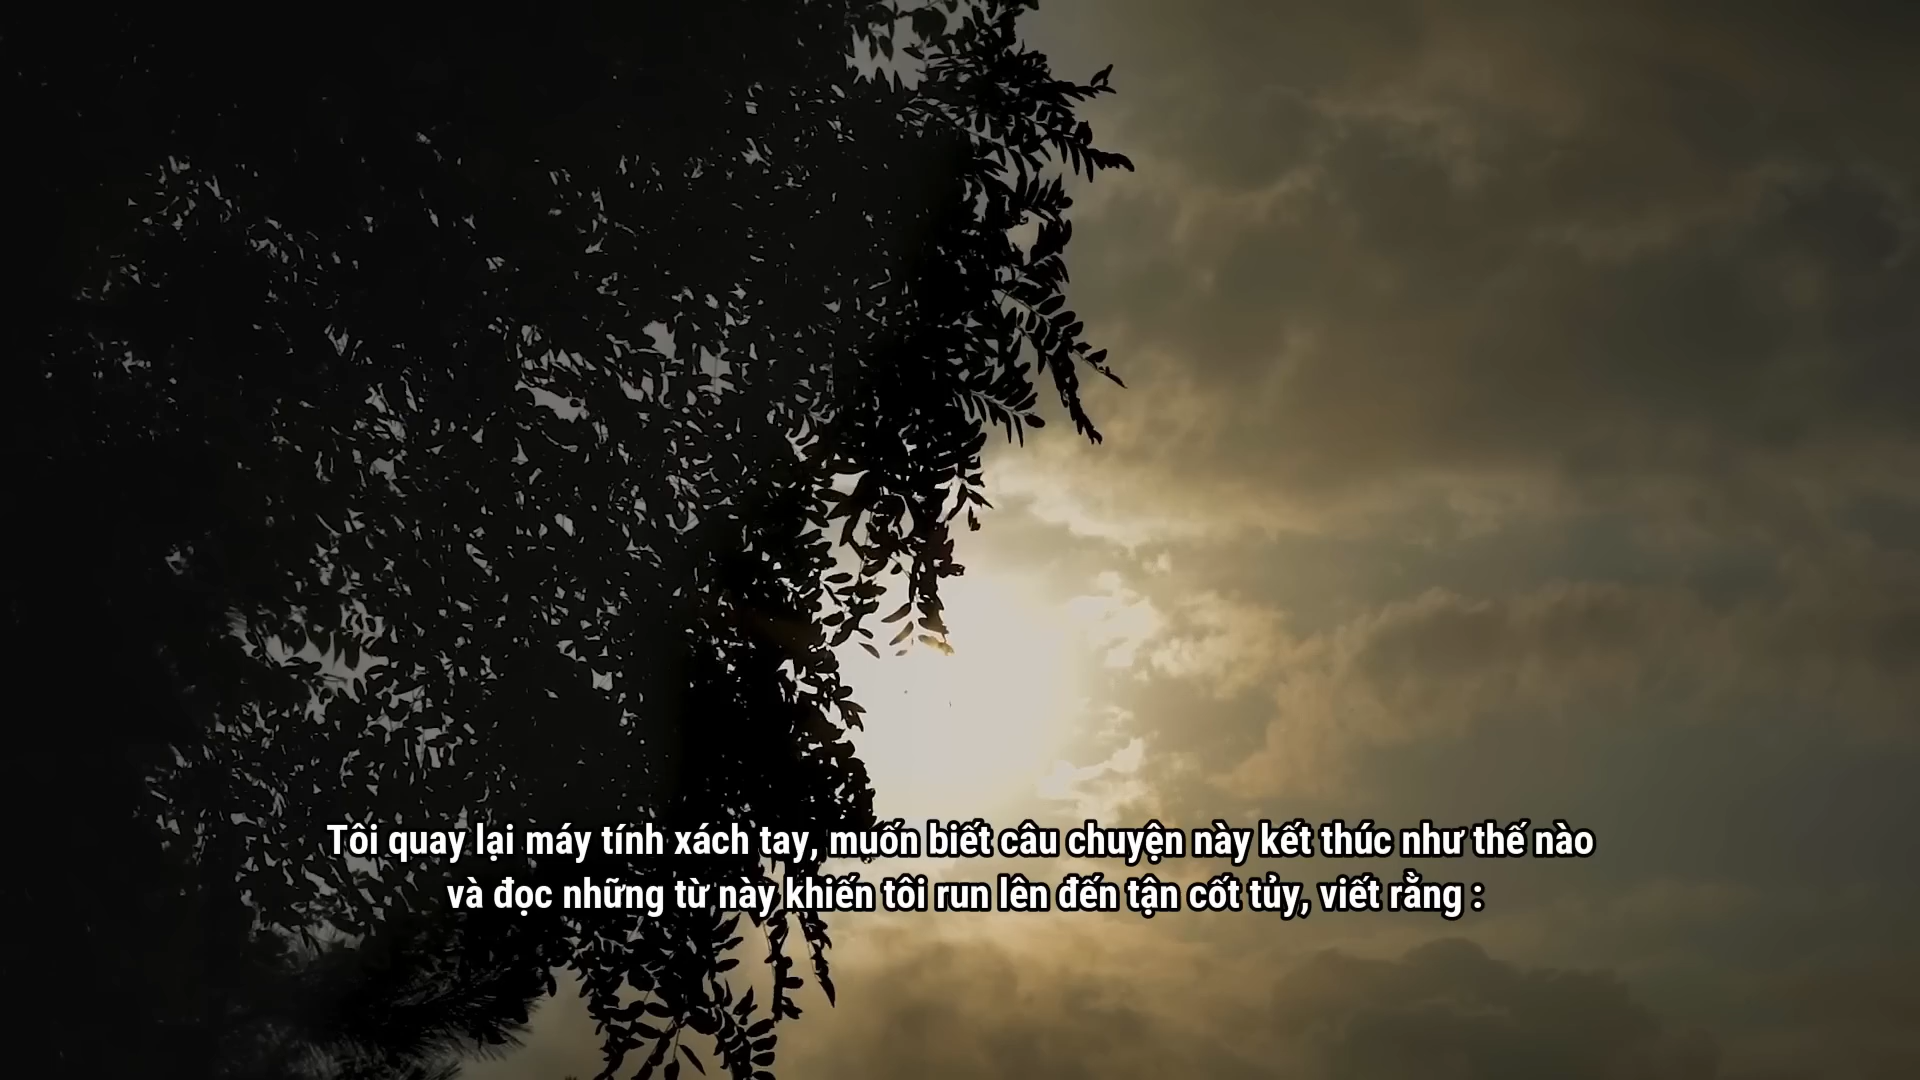 Tôi quay lại máy tính xách tay, muốn biết câu chuyện này kết thúc như thế nào
và đọc những từ này khiến tôi run lên đến tận cốt tủy, viết rằng :